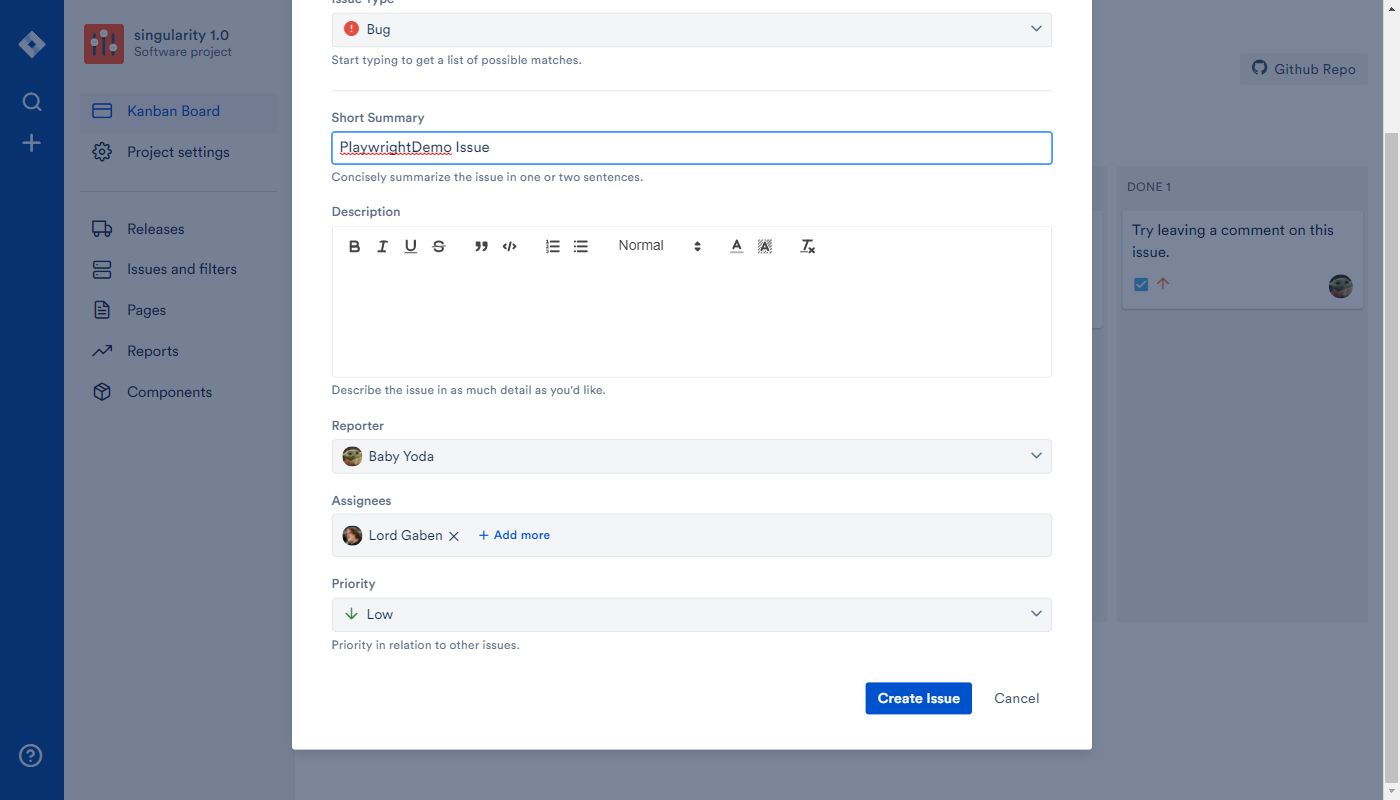 singularity 1.0
Software project
Kanban Board
Project settings
Releases
Issues and filters
Pages
Reports
Components
Issue Type
Bug
Start typing to get a list of possible matches.
Short Summary
PlaywrightDemo Issue
Concisely summarize the issue in one or two sentences.
Description
B I U S Normal A A Tx
Describe the issue in as much detail as you'd like.
Reporter
Baby Yoda
Assignees
Lord Gaben + Add more
Priority
Low
Priority in relation to other issues.
Create Issue Cancel
Github Repo
DONE 1
Try leaving a comment on this
issue.